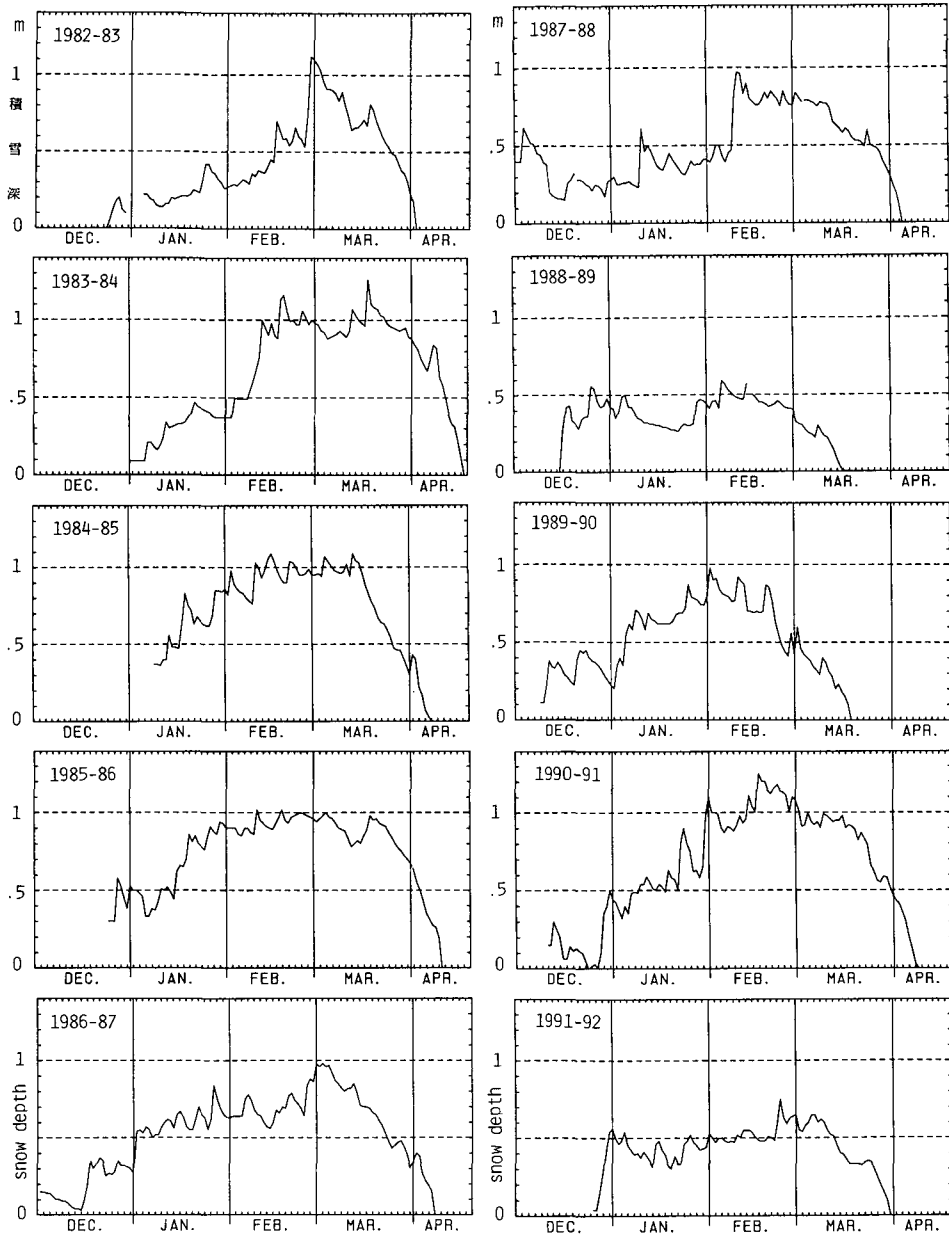 m
1982-83
1
積
雪
.5
深
0
DEC. JAN. FEB. MAR. APR.
1983-84
1
.5
0
DEC. JAN. FEB. MAR. APR.
1984-85
1
.5
0
DEC. JAN. FEB. MAR. APR.
1985-86
1
.5
0
DEC. JAN. FEB. MAR. APR.
1986-87
1
snow depth
0
DEC. JAN. FEB. MAR. APR.
m
1987-88
1
.5
0
DEC. JAN. FEB. MAR. APR.
1988-89
1
.5
0
DEC. JAN. FEB. MAR. APR.
1989-90
1
.5
0
DEC. JAN. FEB. MAR. APR.
1990-91
1
.5
0
DEC. JAN. FEB. MAR. APR.
1991-92
1
snow depth
0
DEC. JAN. FEB. MAR. APR.